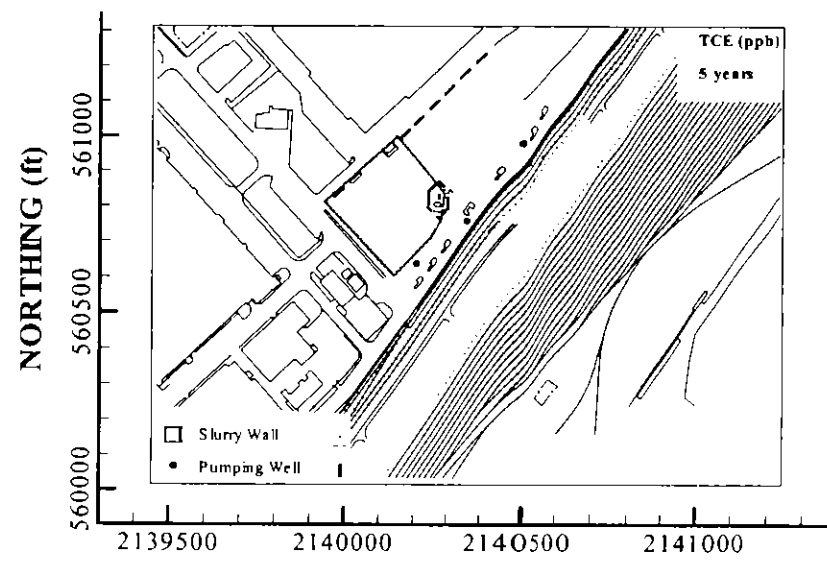 TCE (ppb)
5 years
NORTHING (ft)
561000
560500
560000
Slurry Wall
Pumping Well
2139500 2140000 2140500 2141000